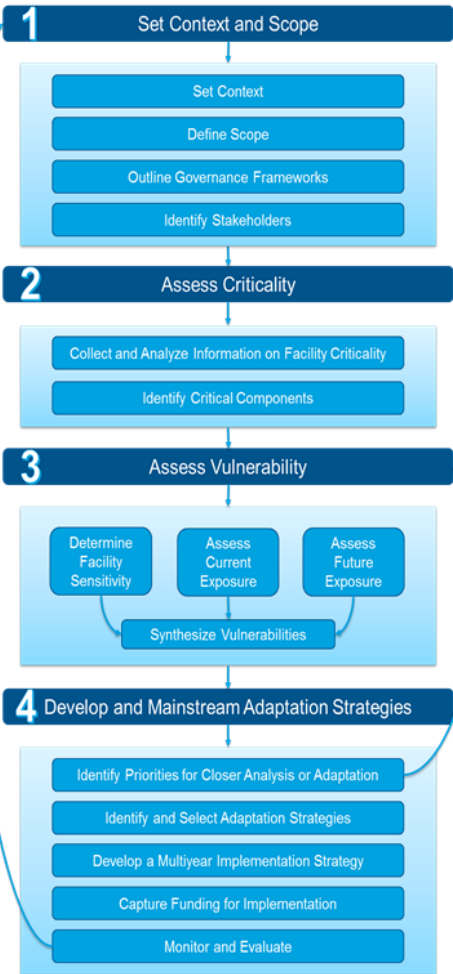 1 Set Context and Scope
Set Context
Define Scope
Outline Governance Frameworks
Identify Stakeholders
2 Assess Criticality
Collect and Analyze Information on Facility Criticality
Identify Critical Components
3 Assess Vulnerability
Determine
Facility
Sensitivity
Assess
Current
Exposure
Assess
Future
Exposure
Synthesize Vulnerabilities
4 Develop and Mainstream Adaptation Strategies
Identify Priorities for Closer Analysis or Adaptation
Identify and Select Adaptation Strategies
Develop a Multiyear Implementation Strategy
Capture Funding for Implementation
Monitor and Evaluate